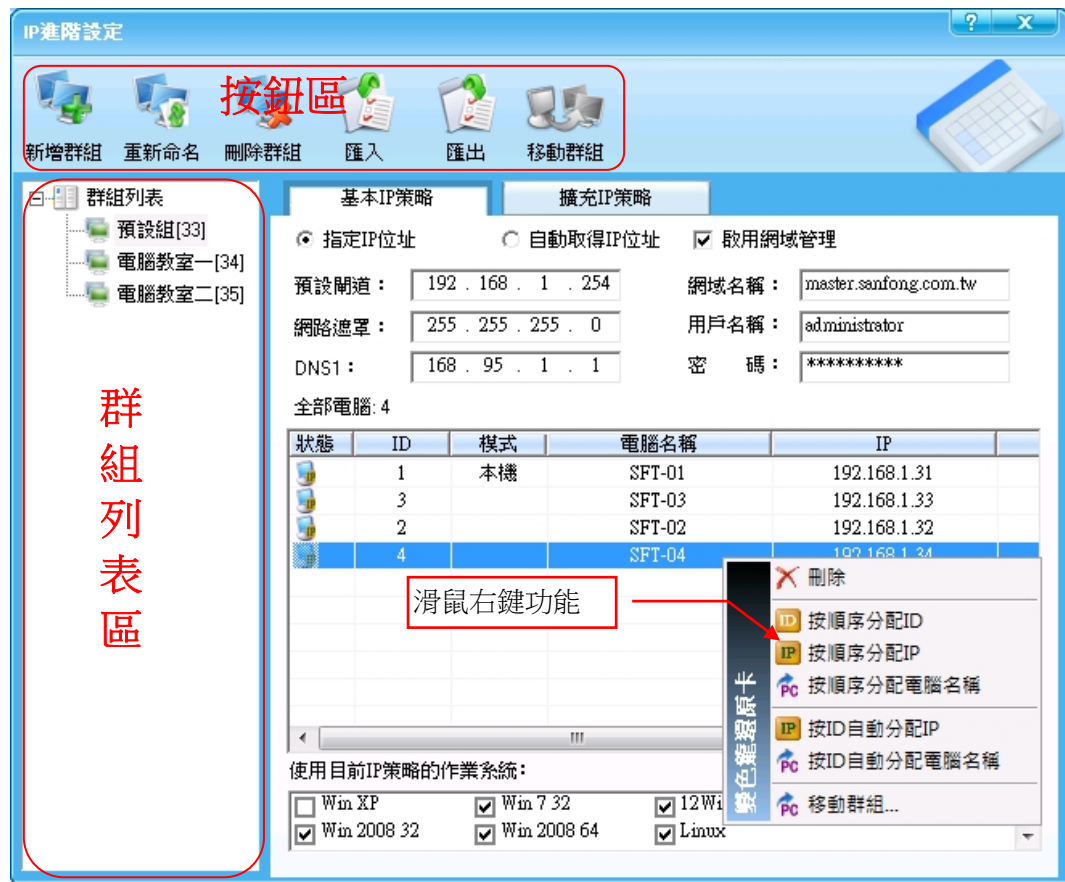 IP進階設定
? X
按鈕區
新增群組 重新命名 刪除群組 匯入 匯出 移動群組
群組列表
預設組[33]
電腦教室一[34]
電腦教室二[35]
群組列表區
基本IP策略 擴充IP策略
指定IP位址 自動取得IP位址 啟用網域管理
預設閘道： 192 . 168 . 1 . 254 網域名稱： master.sanfong.com.tw
網路遮罩： 255 . 255 . 255 . 0 用戶名稱： administrator
DNS1： 168 . 95 . 1 . 1 密 碼： **********
全部電腦: 4
狀態 ID 模式 電腦名稱 IP
1 本機 SFT-01 192.168.1.31
3 SFT-03 192.168.1.33
2 SFT-02 192.168.1.32
4 SFT-04 192.168.1.34
滑鼠右鍵功能
刪除
ID 按順序分配ID
IP 按順序分配IP
PC 按順序分配電腦名稱
IP 按ID自動分配IP
PC 按ID自動分配電腦名稱
PC 移動群組...
使用目前IP策略的作業系統：
Win XP Win 7 32 12Wi
Win 2008 32 Win 2008 64 Linux